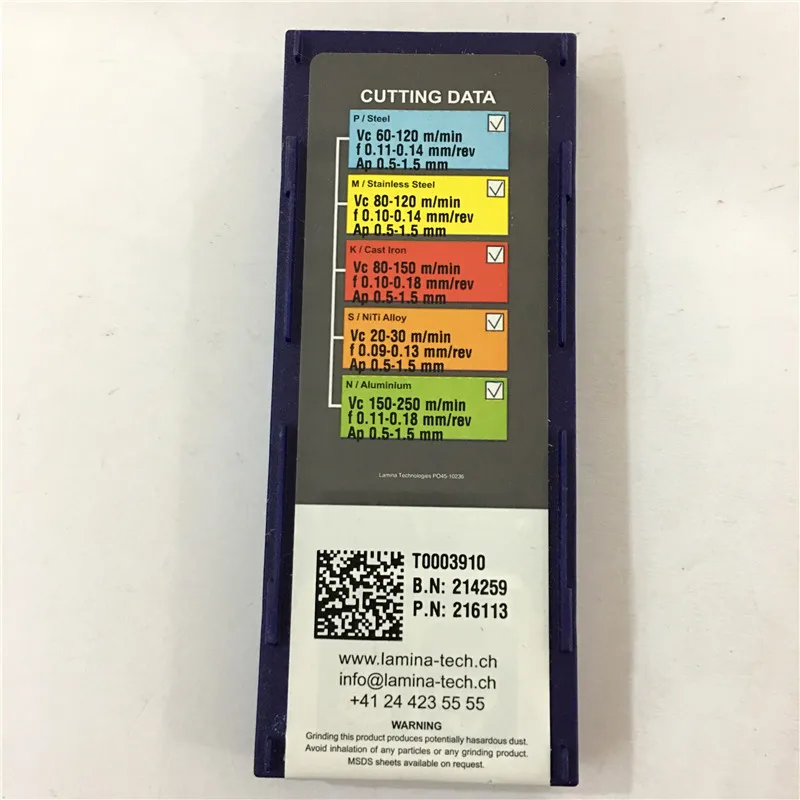 CUTTING DATA
P / Steel
Vc 60-120 m/min
f 0.11-0.14 mm/rev
Ap 0.5-1.5 mm
M / Stainless Steel
Vc 80-120 m/min
f 0.10-0.14 mm/rev
Ap 0.5-1.5 mm
K / Cast Iron
Vc 80-150 m/min
f 0.10-0.18 mm/rev
Ap 0.5-1.5 mm
S / NiTi Alloy
Vc 20-30 m/min
f 0.09-0.13 mm/rev
Ap 0.5-1.5 mm
N / Aluminium
Vc 150-250 m/min
f 0.11-0.18 mm/rev
Ap 0.5-1.5 mm
Lamina Technologies PO45-10236
T0003910
B.N: 214259
P.N: 216113
www.lamina-tech.ch
info@lamina-tech.ch
+41 24 423 55 55
WARNING
Grinding this product produces potentially hazardous dust.
Avoid inhalation of any particles or any grinding product.
MSDS sheets available on request.